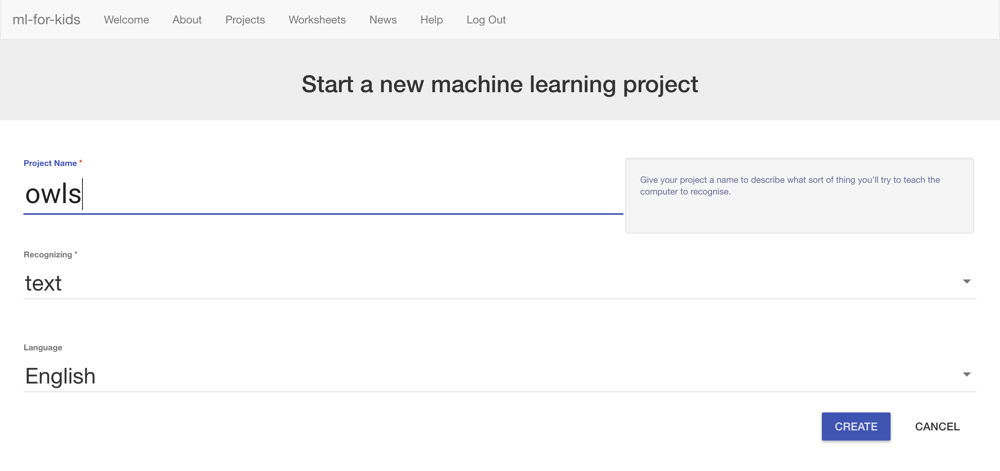 ml-for-kids Welcome About Projects Worksheets News Help Log Out
Start a new machine learning project
Project Name *
owls
Give your project a name to describe what sort of thing you'll try to teach the
computer to recognise.
Recognizing *
text
Language
English
CREATE CANCEL